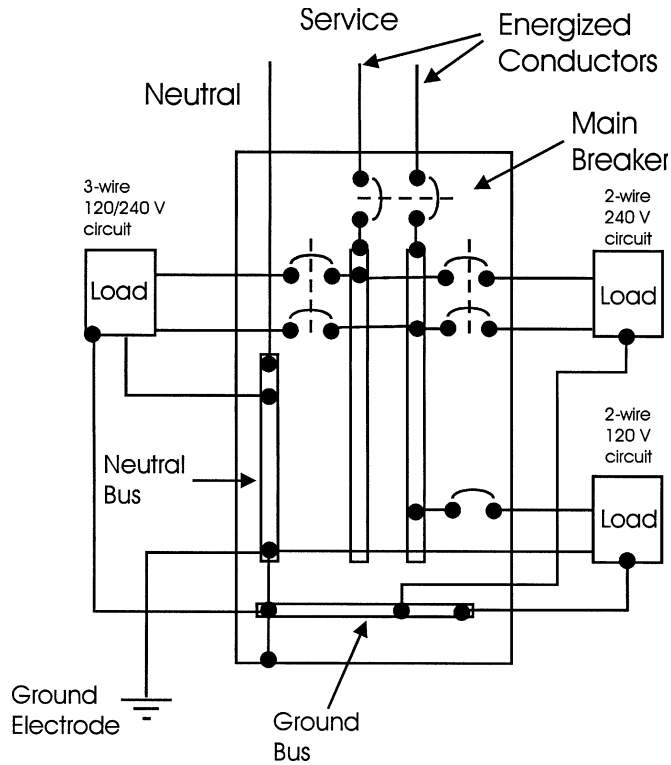 Service
Energized
Conductors
Neutral
Main
Breaker
3-wire
120/240 V
circuit
2-wire
240 V
circuit
Load
Load
2-wire
120 V
circuit
Neutral
Bus
Load
Ground
Electrode
Ground
Bus